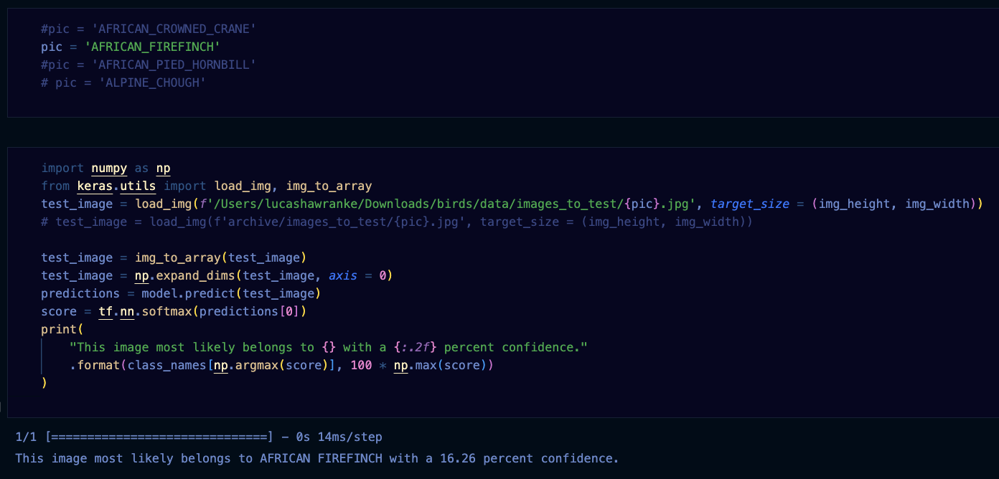 #pic = 'AFRICAN_CROWNED_CRANE'
pic = 'AFRICAN_FIREFINCH'
#pic = 'AFRICAN_PIED_HORNBILL'
# pic = 'ALPINE_CHOUGH'
import numpy as np
from keras.utils import load_img, img_to_array
test_image = load_img(f'/Users/lucashawranke/Downloads/birds/data/images_to_test/{pic}.jpg', target_size = (img_height, img_width))
# test_image = load_img(f'archive/images_to_test/{pic}.jpg', target_size = (img_height, img_width))
test_image = img_to_array(test_image)
test_image = np.expand_dims(test_image, axis = 0)
predictions = model.predict(test_image)
score = tf.nn.softmax(predictions[0])
print(
    "This image most likely belongs to {} with a {:.2f} percent confidence."
    .format(class_names[np.argmax(score)], 100 * np.max(score))
)
1/1 [==============================] - 0s 14ms/step
This image most likely belongs to AFRICAN FIREFINCH with a 16.26 percent confidence.